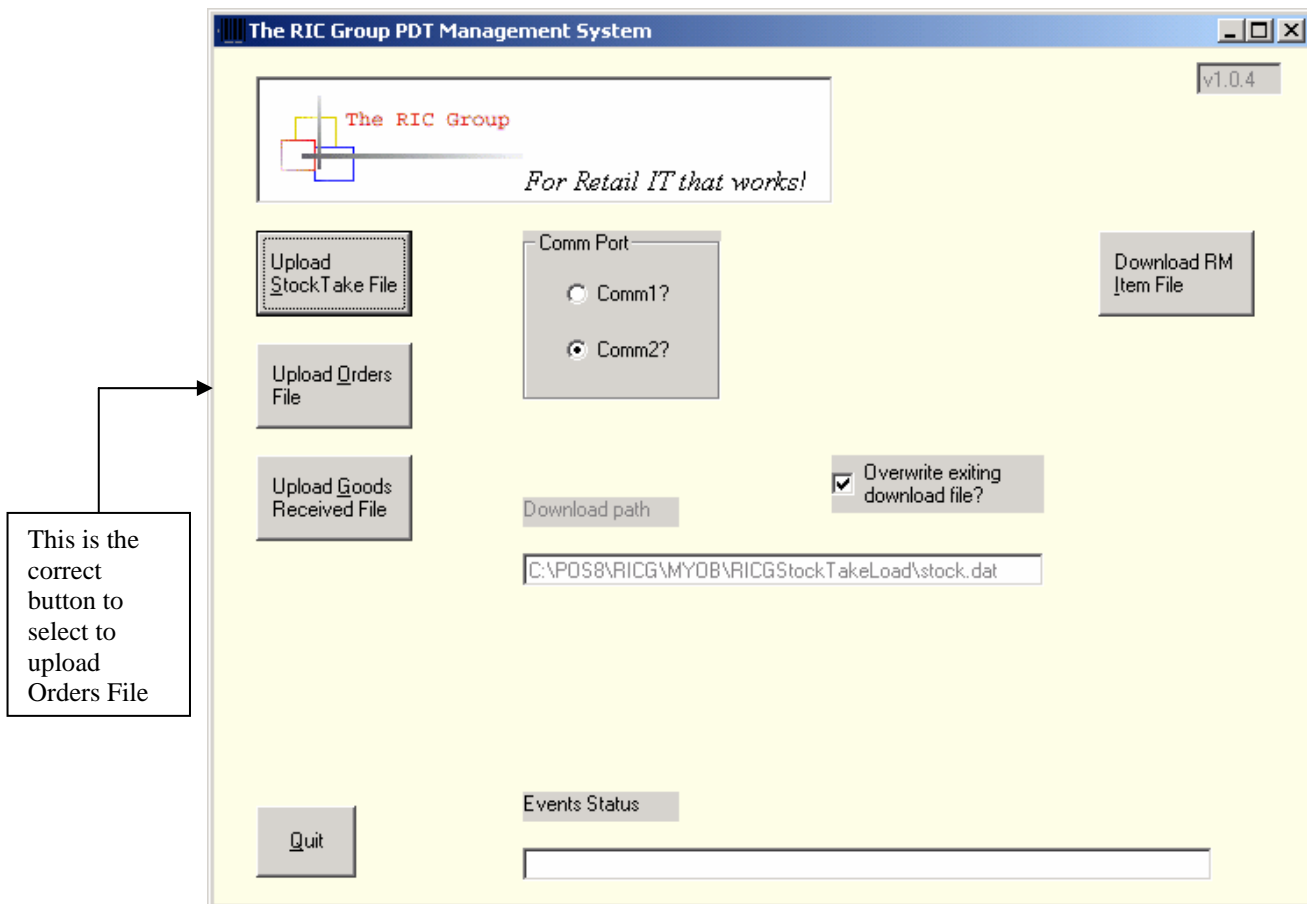 The RIC Group PDT Management System
v1.0.4
The RIC Group
For Retail IT that works!
Upload
StockTake File
Comm Port
Comm1?
Comm2?
Download RM
Item File
Upload Orders
File
Upload Goods
Received File
Overwrite exiting
download file?
Download path
C:\POS8\RICG\MYOB\RICGStockTakeLoad\stock.dat
This is the
correct
button to
select to
upload
Orders File
Events Status
Quit